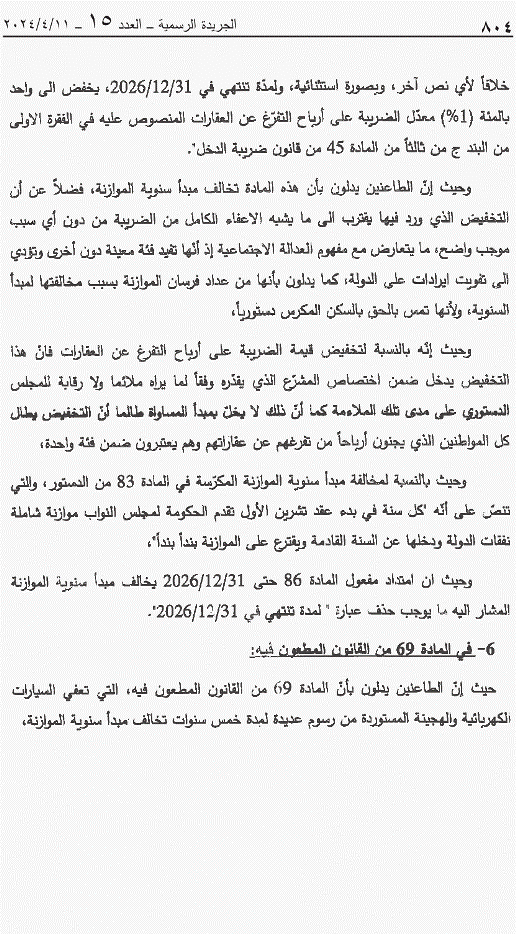 ٨٠٤
الجريدة الرسمية ــ العدد ١٥ ــ ٢٠٢٤/٤/١١
خلافاً لأي نص آخر، وبصورة استثنائية، ولمدّة تنتهي في 2026/12/31، يخفض الى واحد
بالمئة (1%) معدّل الضريبة على أرباح التفرّغ عن العقارات المنصوص عليه في الفقرة الاولى
من البند ج من ثالثاً من المادة 45 من قانون ضريبة الدخل".
وحيث إنّ الطاعنين يدلون بأن هذه المادة تخالف مبدأ سنوية الموازنة، فضلاً عن أن
التخفيض الذي ورد فيها يقترب الى ما يشبه الاعفاء الكامل من الضريبة من دون أي سبب
موجب واضح، ما يتعارض مع مفهوم العدالة الاجتماعية إذ أنّها تفيد فئة معينة دون أخرى وتؤدي
الى تفويت ايرادات على الدولة، كما يدلون بأنها من عداد فرسان الموازنة بسبب مخالفتها لمبدأ
السنوية، ولأنها تمس بالحق بالسكن المكرس دستورياً،
وحيث إنّه بالنسبة لتخفيض قيمة الضريبة على أرباح التفرغ عن العقارات فانّ هذا
التخفيض يدخل ضمن اختصاص المشرّع الذي يقدّره وفقاً لما يراه ملائما ولا رقابة للمجلس
الدستوري على مدى تلك الملاءمة كما أنّ ذلك لا يخلّ بمبدأ المساواة طالما أنّ التخفيض يطال
كل المواطنين الذي يجنون أرباحاً من تفرغهم عن عقاراتهم وهم يعتبرون ضمن فئة واحدة،
وحيث بالنسبة لمخالفة مبدأ سنوية الموازنة المكرّسة في المادة 83 من الدستور، والتي
تنصّ على أنّه "كل سنة في بدء عقد تشرين الأول تقدم الحكومة لمجلس النواب موازنة شاملة
نفقات الدولة ودخلها عن السنة القادمة ويقترع على الموازنة بنداً بنداً"،
وحيث ان امتداد مفعول المادة 86 حتى 2026/12/31 يخالف مبدأ سنوية الموازنة
المشار اليه ما يوجب حذف عبارة " لمدة تنتهي في 2026/12/31".
6- في المادة 69 من القانون المطعون فيه:
حيث إنّ الطاعنين يدلون بأنّ المادة 69 من القانون المطعون فيه، التي تعفي السيارات
الكهربائية والهجينة المستوردة من رسوم عديدة لمدة خمس سنوات تخالف مبدأ سنوية الموازنة،